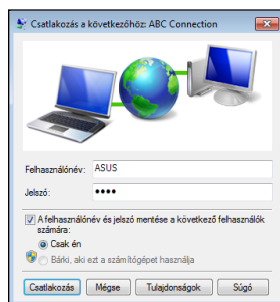 Csatlakozás a következőhöz: ABC Connection
Felhasználónév: ASUS
Jelszó: ••••
A felhasználónév és jelszó mentése a következő felhasználók
számára:
Csak én
Bárki, aki ezt a számítógépet használja
Csatlakozás Mégse Tulajdonságok Súgó